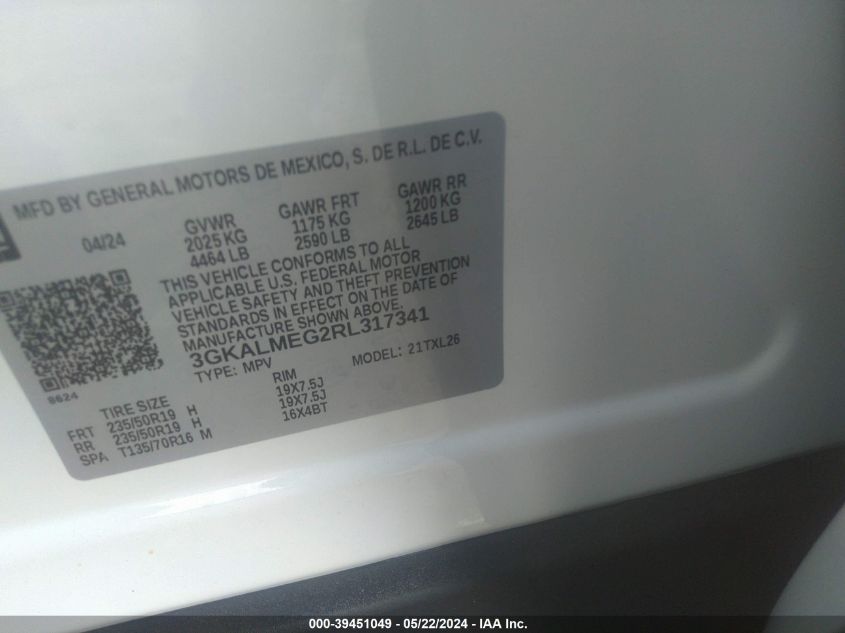 MFD BY GENERAL MOTORS DE MEXICO, S. DE R.L. DE C.V.
04/24 GVWR GAWR FRT GAWR RR
2025 KG 1175 KG 1200 KG
4464 LB 2590 LB 2645 LB
THIS VEHICLE CONFORMS TO ALL
APPLICABLE U.S. FEDERAL MOTOR
VEHICLE SAFETY AND THEFT PREVENTION
STANDARDS IN EFFECT ON THE DATE OF
MANUFACTURE SHOWN ABOVE.
3GKALMEG2RL317341
TYPE: MPV MODEL: 21TXL26
8624
TIRE SIZE RIM
FRT 235/50R19 H 19X7.5J
RR 235/50R19 H 19X7.5J
SPA T135/70R16 M 16X4BT
000-39451049 — 05/22/2024 - IAA Inc.